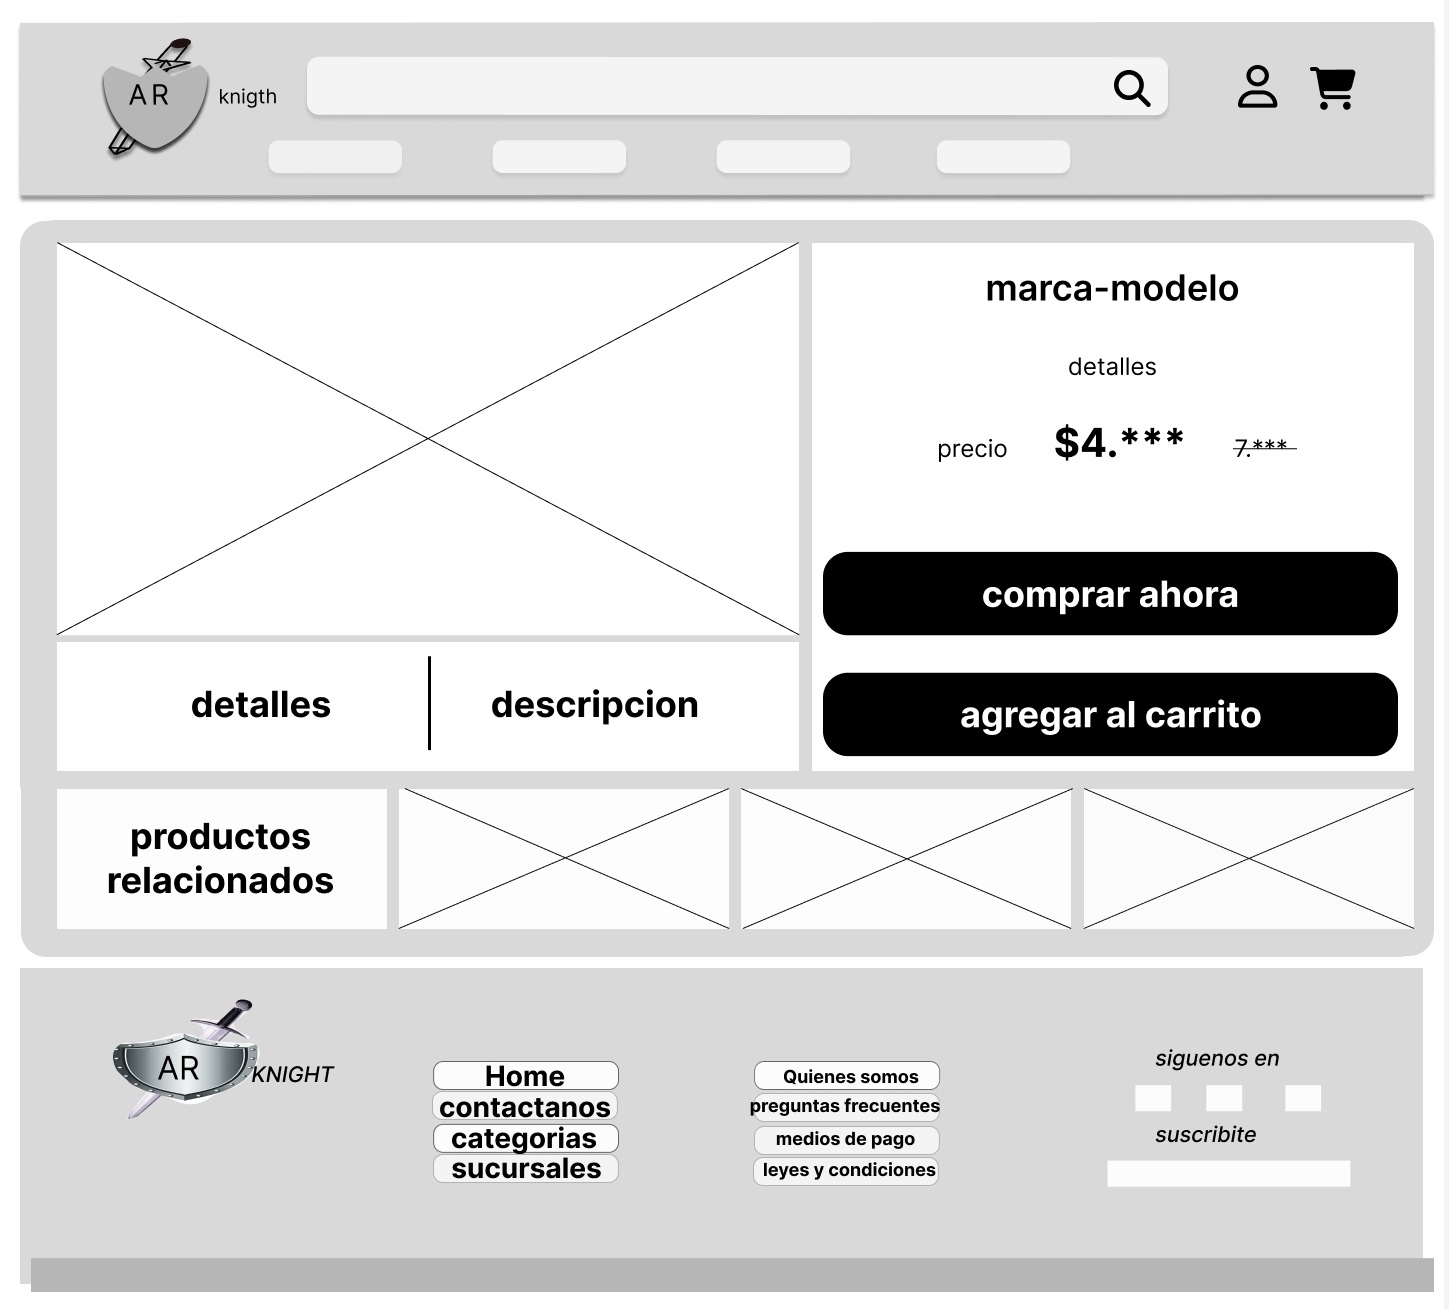 AR
knigth
marca-modelo
detalles
precio $4.*** 7.***
comprar ahora
detalles descripcion
agregar al carrito
productos
relacionados
AR
KNIGHT
Home
contactanos
categorias
sucursales
Quienes somos
preguntas frecuentes
medios de pago
leyes y condiciones
siguenos en
suscribite